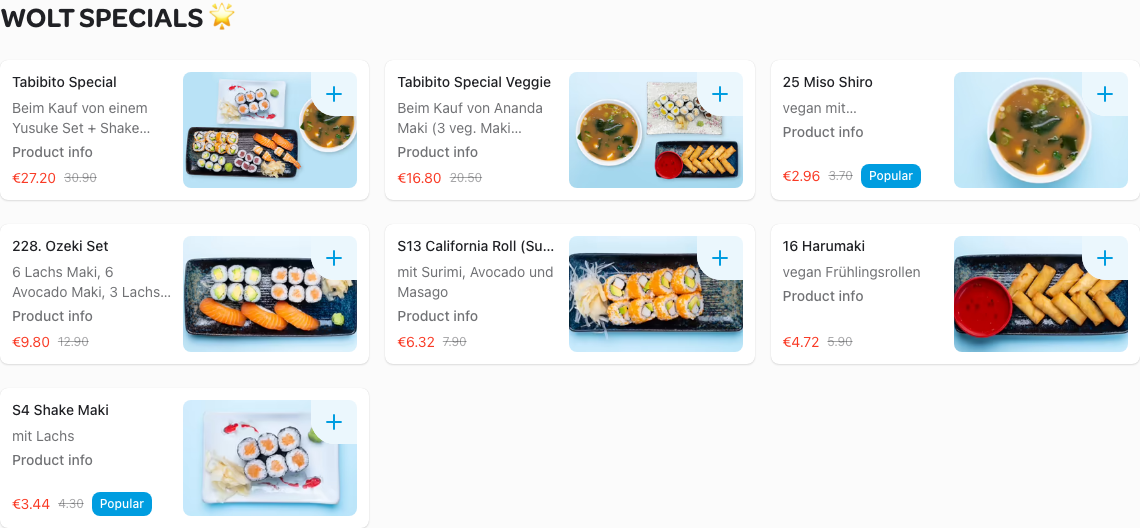 WOLT SPECIALS 🌟
Tabibito Special
Beim Kauf von einem
Yusuke Set + Shake...
Product info
€27.20 30.90
Tabibito Special Veggie
Beim Kauf von Ananda
Maki (3 veg. Maki...
Product info
€16.80 20.50
25 Miso Shiro
vegan mit...
Product info
€2.96 3.70 Popular
228. Ozeki Set
6 Lachs Maki, 6
Avocado Maki, 3 Lachs...
Product info
€9.80 12.90
S13 California Roll (Su...
mit Surimi, Avocado und
Masago
Product info
€6.32 7.90
16 Harumaki
vegan Frühlingsrollen
Product info
€4.72 5.90
S4 Shake Maki
mit Lachs
Product info
€3.44 4.30 Popular